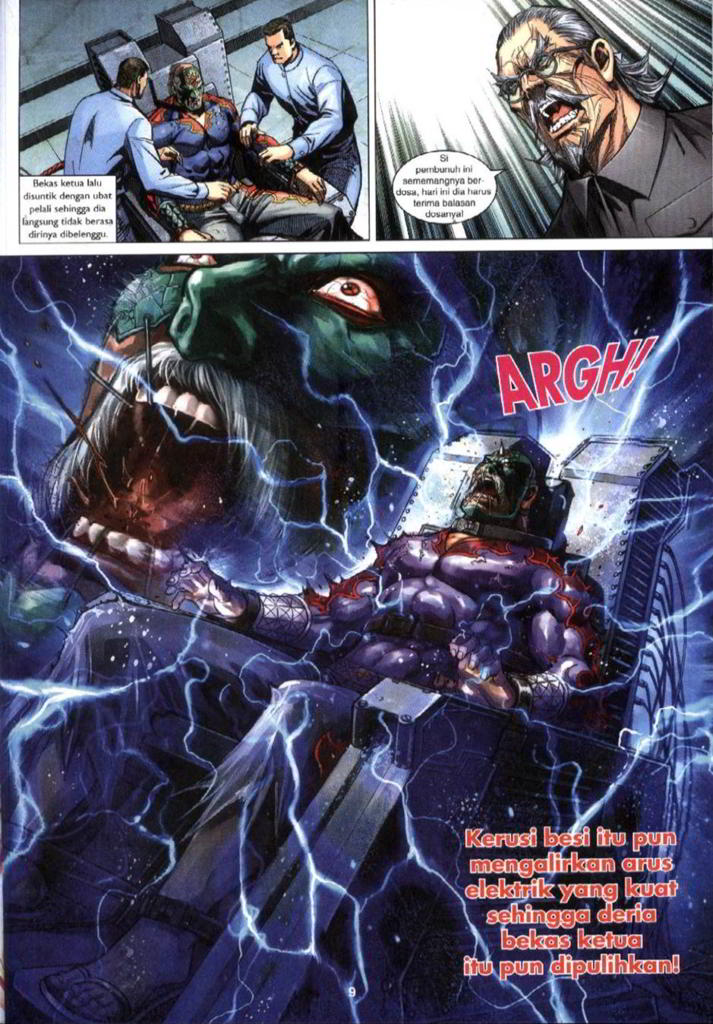 Bekas ketua lalu
disuntik dengan ubat
pelali sehingga dia
langsung tidak berasa
dirinya dibelenggu.
Si
pembunuh ini
sememangnya ber-
dosa, hari ini dia harus
terima balasan
dosanya!
ARGH!
Kerusi besi itu pun
mengalirkan arus
elektrik yang kuat
sehingga deria
bekas ketua
itu pun dipulihkan!
9